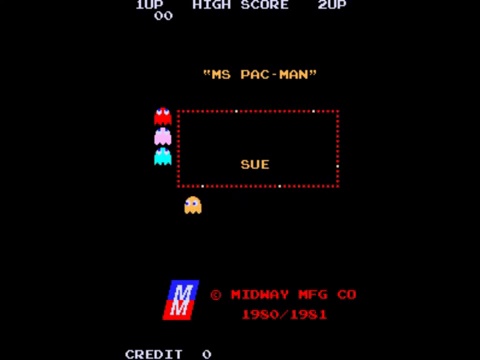 1UP HIGH SCORE 2UP
00
"MS PAC-MAN"
SUE
MM
© MIDWAY MFG CO
1980/1981
CREDIT 0